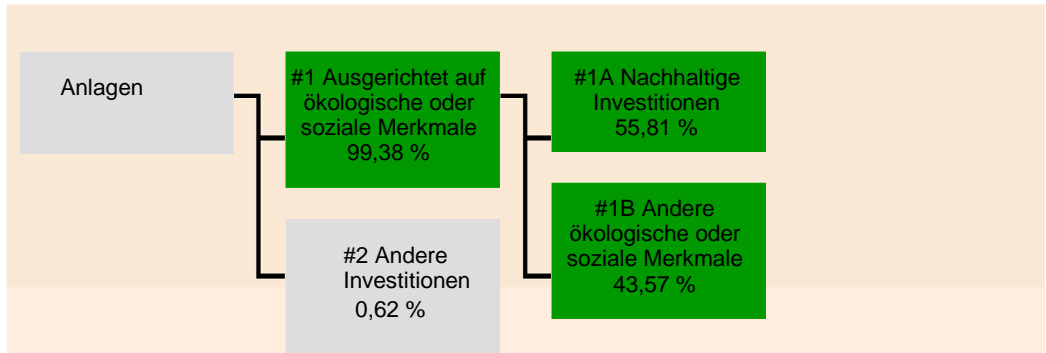 Anlagen
#1 Ausgerichtet auf
ökologische oder
soziale Merkmale
99,38 %
#2 Andere
Investitionen
0,62 %
#1A Nachhaltige
Investitionen
55,81 %
#1B Andere
ökologische oder
soziale Merkmale
43,57 %